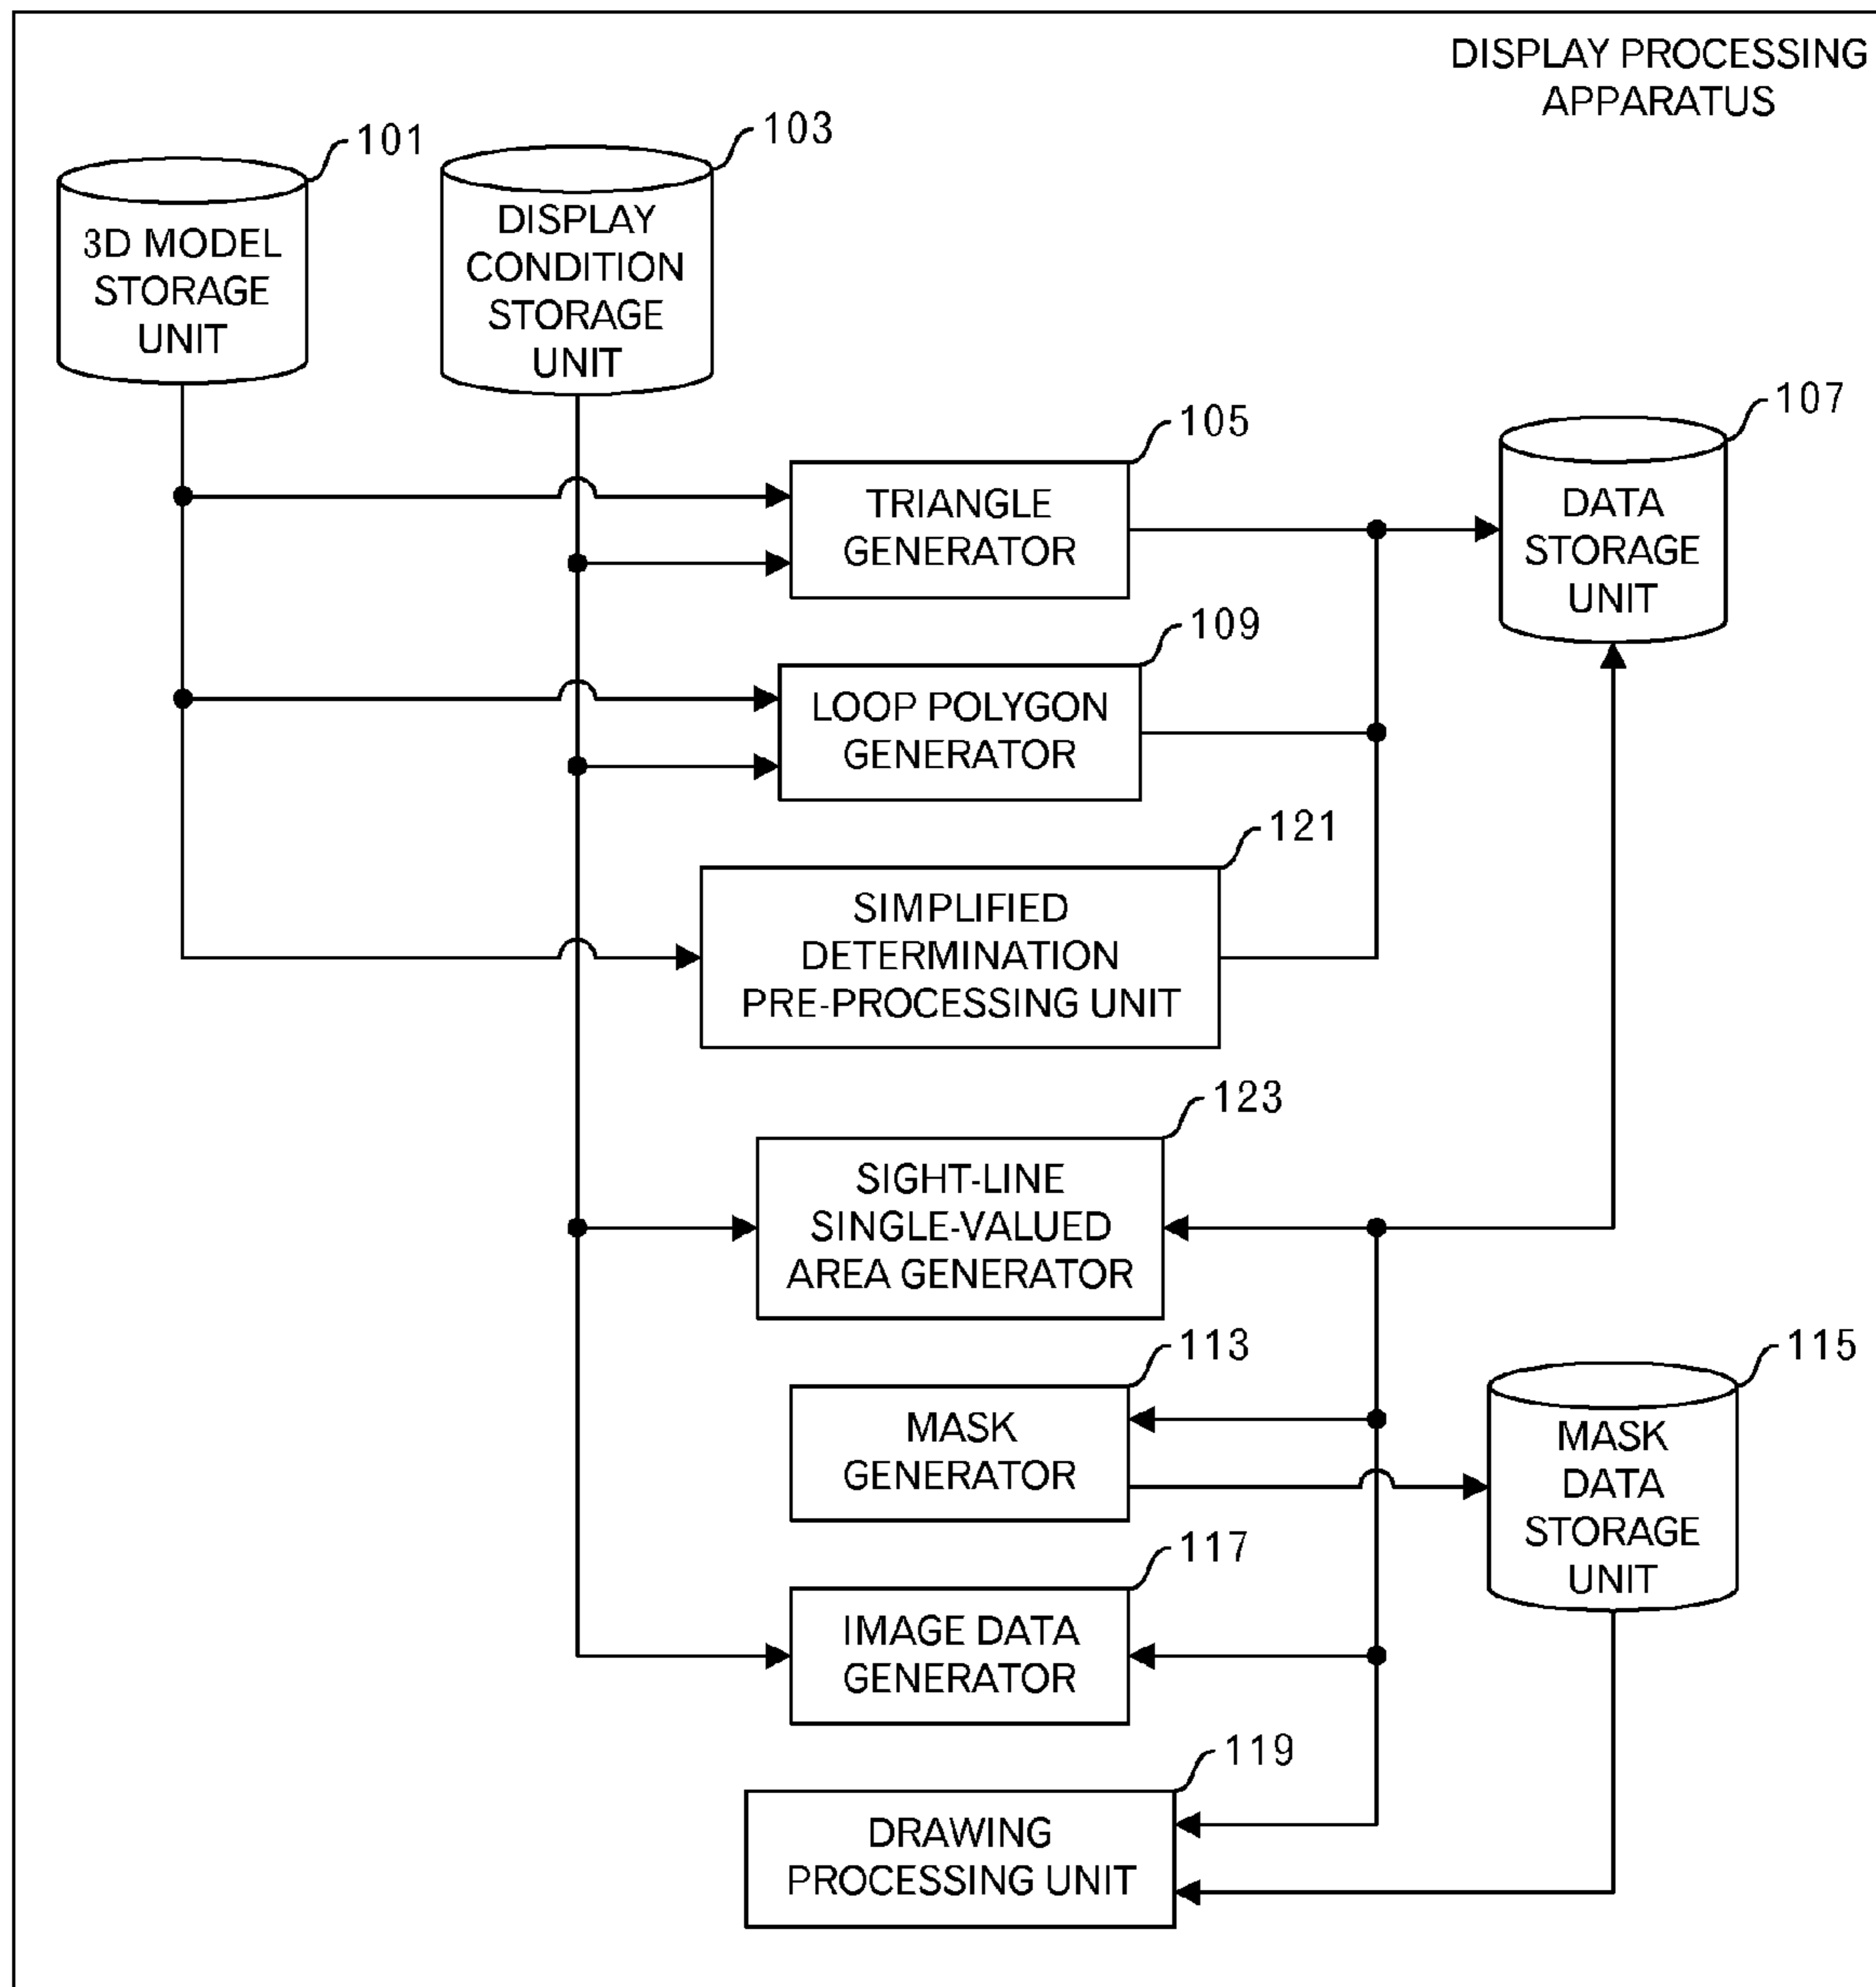 DISPLAY PROCESSING
APPARATUS
101
3D MODEL
STORAGE
UNIT
103
DISPLAY
CONDITION
STORAGE
UNIT
105
TRIANGLE
GENERATOR
107
DATA
STORAGE
UNIT
109
LOOP POLYGON
GENERATOR
121
SIMPLIFIED
DETERMINATION
PRE-PROCESSING UNIT
123
SIGHT-LINE
SINGLE-VALUED
AREA GENERATOR
113
MASK
GENERATOR
115
MASK
DATA
STORAGE
UNIT
117
IMAGE DATA
GENERATOR
119
DRAWING
PROCESSING UNIT